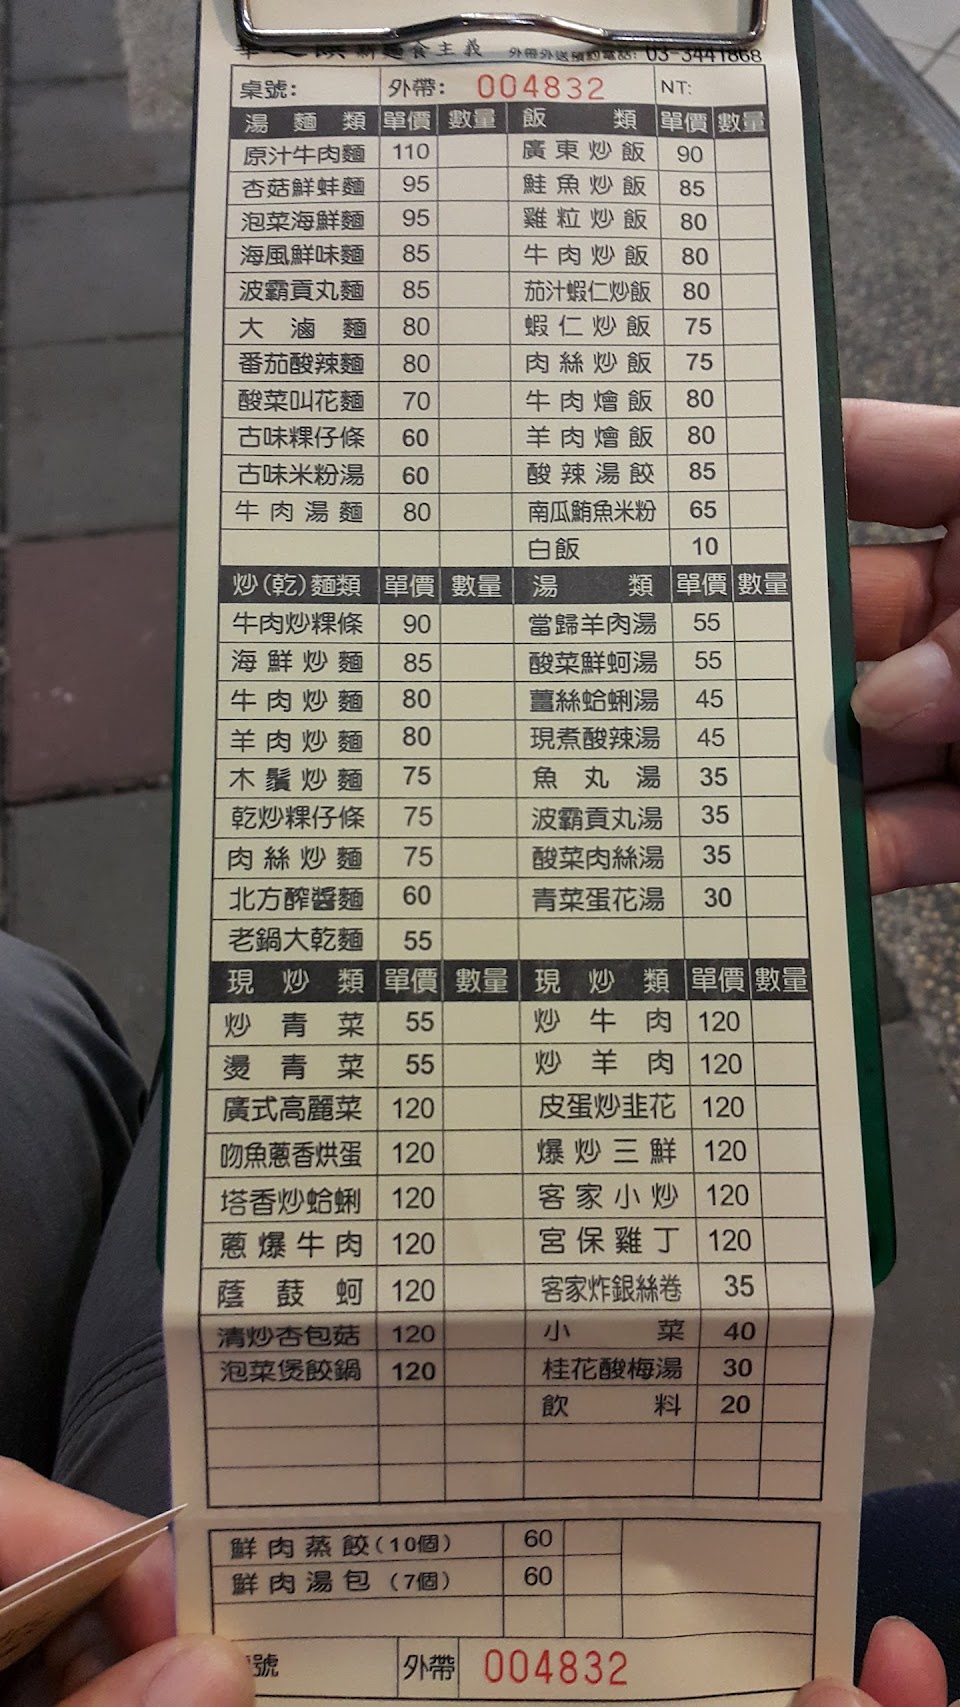 新麵食主義 外帶外送預約電話: 03-3441868
桌號: 外帶: 004832 NT:
湯麵類 單價 數量 飯類 單價 數量
原汁牛肉麵 110 廣東炒飯 90
杏菇鮮蚌麵 95 鮭魚炒飯 85
泡菜海鮮麵 95 雞粒炒飯 80
海風鮮味麵 85 牛肉炒飯 80
波霸貢丸麵 85 茄汁蝦仁炒飯 80
大滷麵 80 蝦仁炒飯 75
番茄酸辣麵 80 肉絲炒飯 75
酸菜叫花麵 70 牛肉燴飯 80
古味粿仔條 60 羊肉燴飯 80
古味米粉湯 60 酸辣湯餃 85
牛肉湯麵 80 南瓜鮪魚米粉 65
白飯 10
炒(乾)麵類 單價 數量 湯類 單價 數量
牛肉炒粿條 90 當歸羊肉湯 55
海鮮炒麵 85 酸菜鮮蚵湯 55
牛肉炒麵 80 薑絲蛤蜊湯 45
羊肉炒麵 80 現煮酸辣湯 45
木鬚炒麵 75 魚丸湯 35
乾炒粿仔條 75 波霸貢丸湯 35
肉絲炒麵 75 酸菜肉絲湯 35
北方醡醬麵 60 青菜蛋花湯 30
老鍋大乾麵 55
現炒類 單價 數量 現炒類 單價 數量
炒青菜 55 炒牛肉 120
燙青菜 55 炒羊肉 120
廣式高麗菜 120 皮蛋炒韭花 120
吻魚蔥香烘蛋 120 爆炒三鮮 120
塔香炒蛤蜊 120 客家小炒 120
蔥爆牛肉 120 宮保雞丁 120
蔭鼓蚵 120 客家炸銀絲卷 35
清炒杏包菇 120 小菜 40
泡菜煲餃鍋 120 桂花酸梅湯 30
飲料 20
鮮肉蒸餃(10個) 60
鮮肉湯包(7個) 60
號 外帶 004832